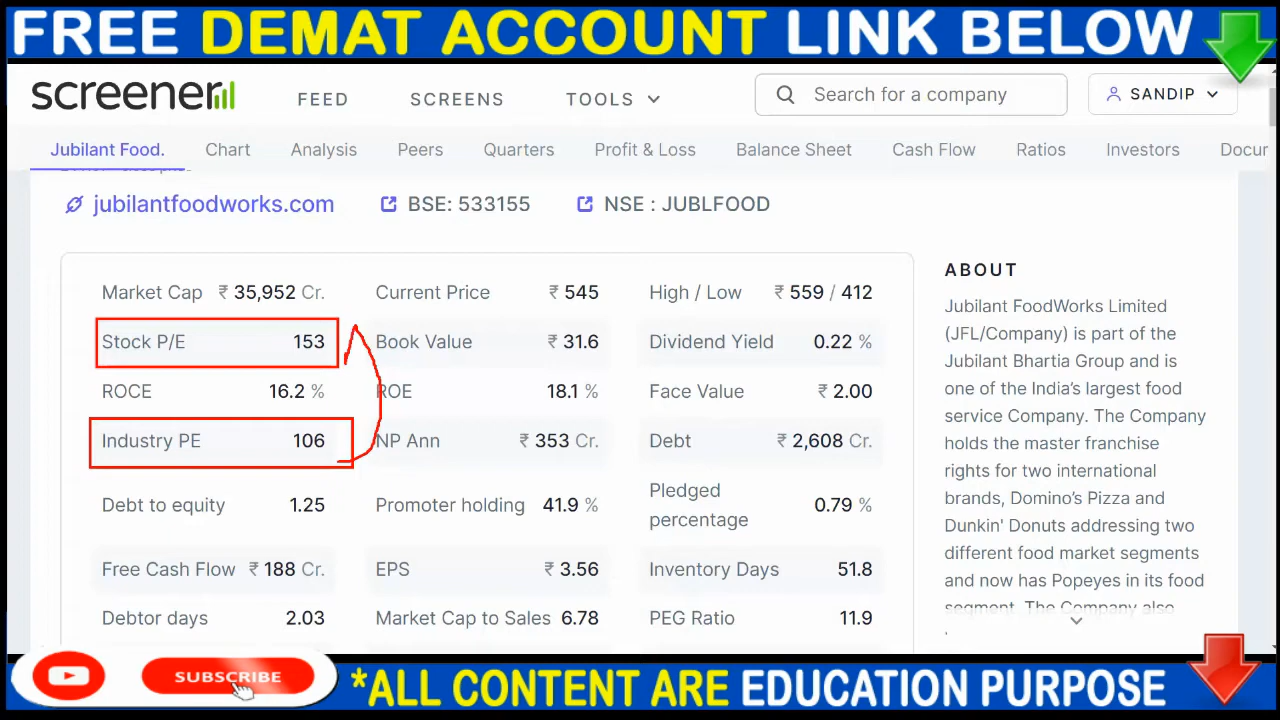 FREE DEMAT ACCOUNT LINK BELOW
screener FEED SCREENS TOOLS Search for a company SANDIP
Jubilant Food. Chart Analysis Peers Quarters Profit & Loss Balance Sheet Cash Flow Ratios Investors Docur
jubilantfoodworks.com BSE: 533155 NSE : JUBLFOOD
Market Cap ₹ 35,952 Cr. Current Price ₹ 545 High / Low ₹ 559 / 412
Stock P/E 153 Book Value ₹ 31.6 Dividend Yield 0.22 %
ROCE 16.2 % ROE 18.1 % Face Value ₹ 2.00
Industry PE 106 NP Ann ₹ 353 Cr. Debt ₹ 2,608 Cr.
Debt to equity 1.25 Promoter holding 41.9 % Pledged percentage 0.79 %
Free Cash Flow ₹ 188 Cr. EPS ₹ 3.56 Inventory Days 51.8
Debtor days 2.03 Market Cap to Sales 6.78 PEG Ratio 11.9
ABOUT
Jubilant FoodWorks Limited
(JFL/Company) is part of the
Jubilant Bhartia Group and is
one of the India's largest food
service Company. The Company
holds the master franchise
rights for two international
brands, Domino's Pizza and
Dunkin' Donuts addressing two
different food market segments
and now has Popeyes in its food
segment. The Company also
SUBSCRIBE
*ALL CONTENT ARE EDUCATION PURPOSE